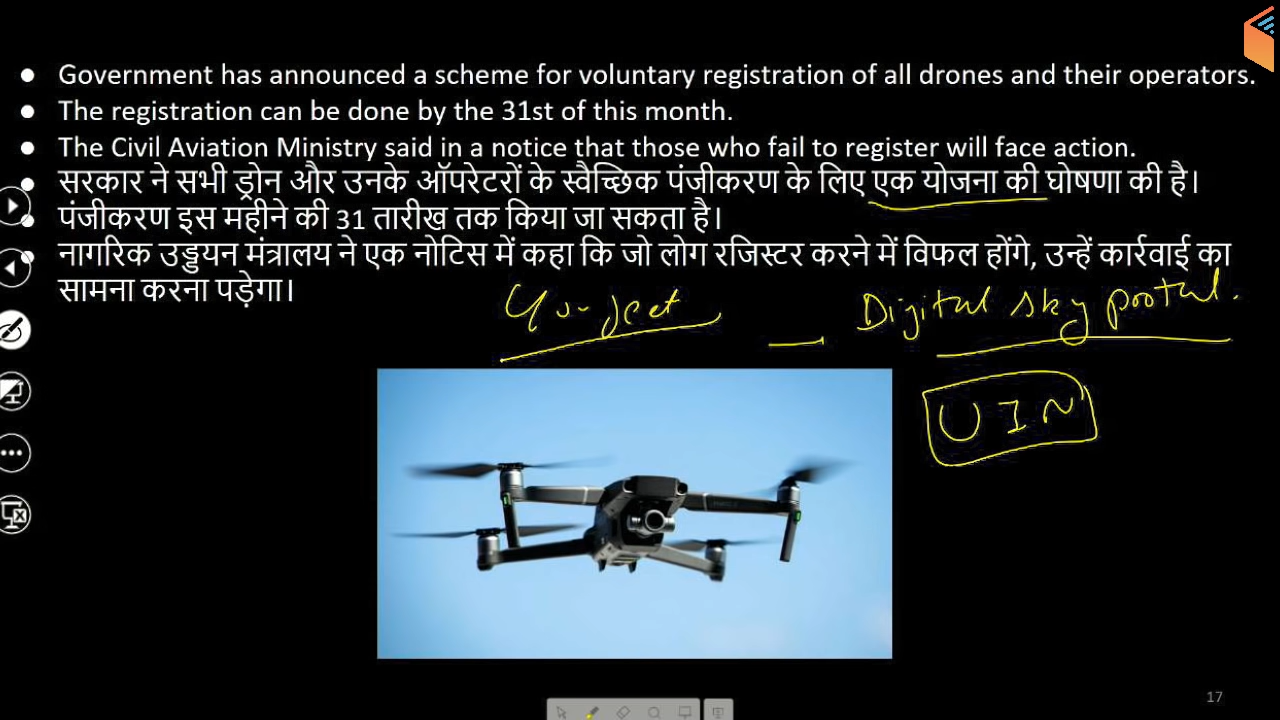 Government has announced a scheme for voluntary registration of all drones and their operators.
The registration can be done by the 31st of this month.
The Civil Aviation Ministry said in a notice that those who fail to register will face action.
सरकार ने सभी ड्रोन और उनके ऑपरेटरों के स्वैच्छिक पंजीकरण के लिए एक योजना की घोषणा की है।
पंजीकरण इस महीने की 31 तारीख तक किया जा सकता है।
नागरिक उड्डयन मंत्रालय ने एक नोटिस में कहा कि जो लोग रजिस्टर करने में विफल होंगे, उन्हें कार्रवाई का
सामना करना पड़ेगा।
Digital sky portal.
UIN
17